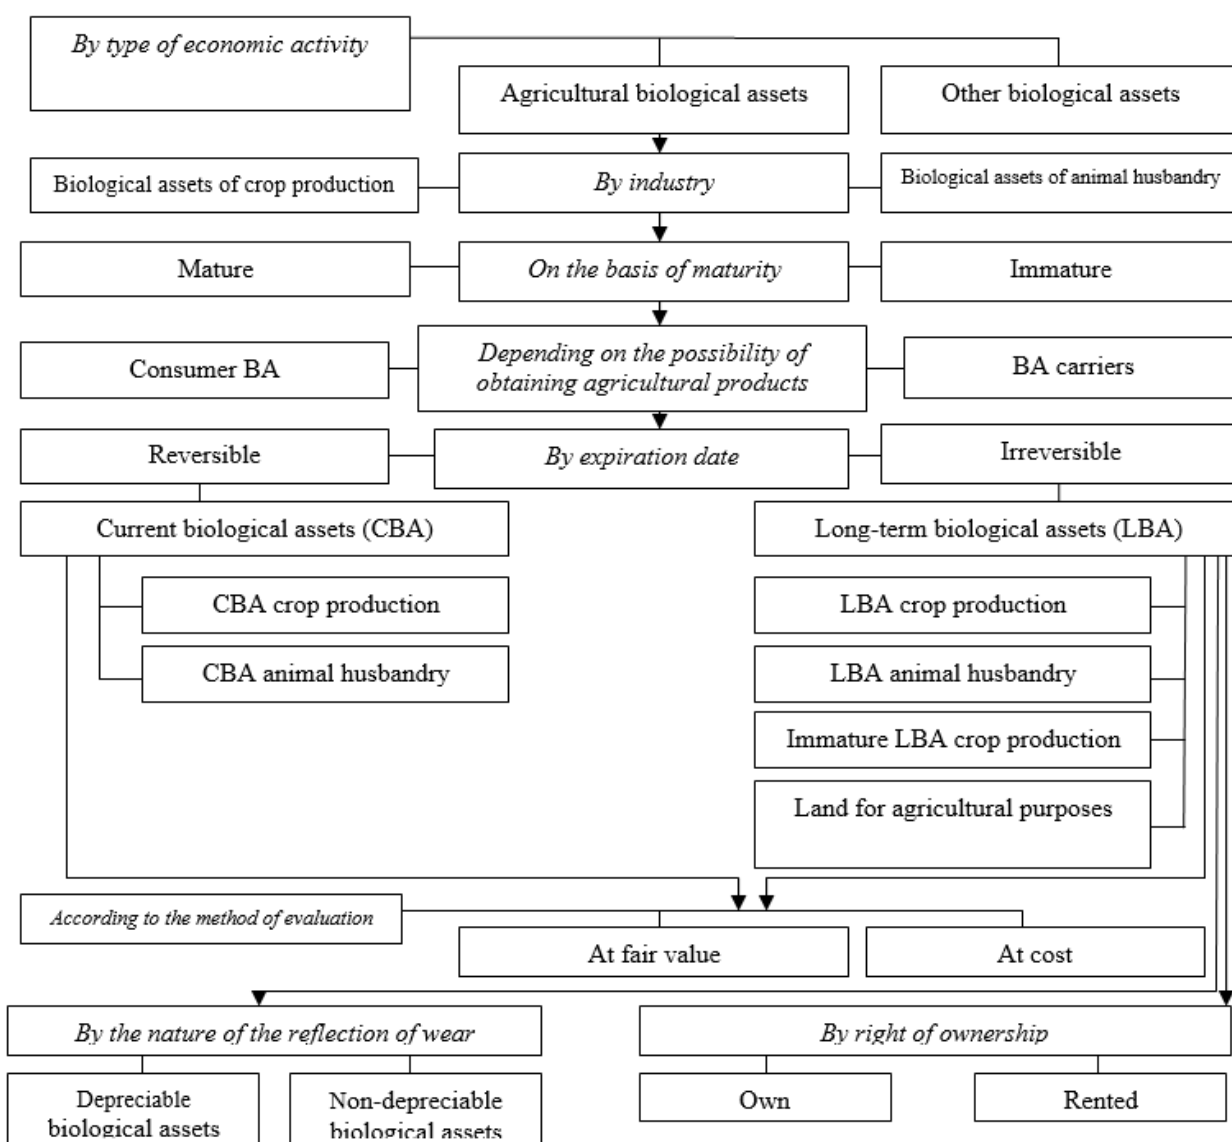 By type of economic activity
Agricultural biological assets
Other biological assets
Biological assets of crop production
By industry
Biological assets of animal husbandry
Mature
On the basis of maturity
Immature
Consumer BA
Depending on the possibility of
obtaining agricultural products
BA carriers
Reversible
By expiration date
Irreversible
Current biological assets (CBA)
Long-term biological assets (LBA)
CBA crop production
LBA crop production
CBA animal husbandry
LBA animal husbandry
Immature LBA crop production
Land for agricultural purposes
According to the method of evaluation
At fair value
At cost
By the nature of the reflection of wear
By right of ownership
Depreciable
biological assets
Non-depreciable
biological assets
Own
Rented